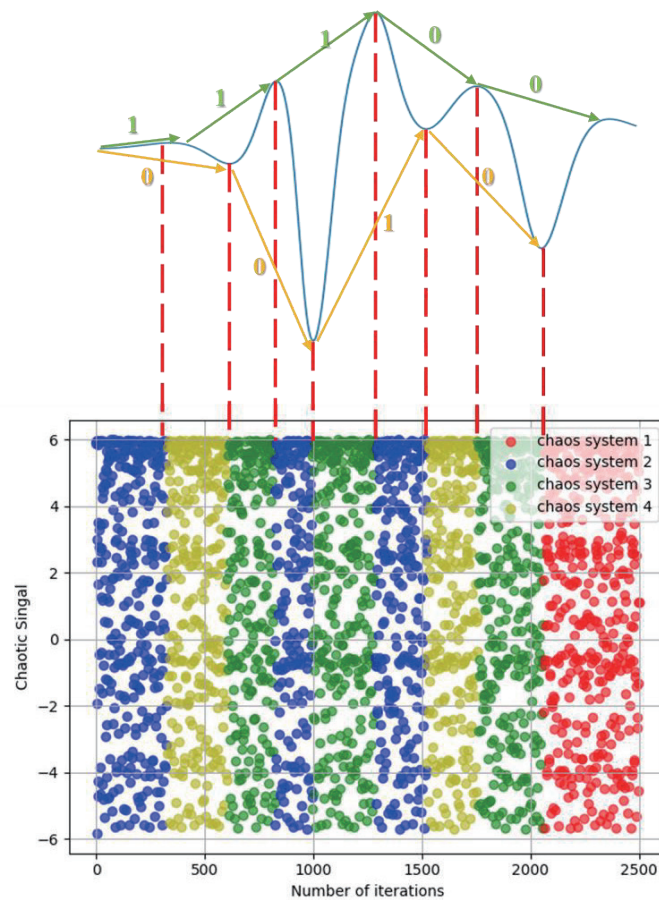 1
1
1
0
0
0
0
1
0
6
4
2
0
−2
−4
−6
Chaotic Singal
chaos system 1
chaos system 2
chaos system 3
chaos system 4
0 500 1000 1500 2000 2500
Number of iterations